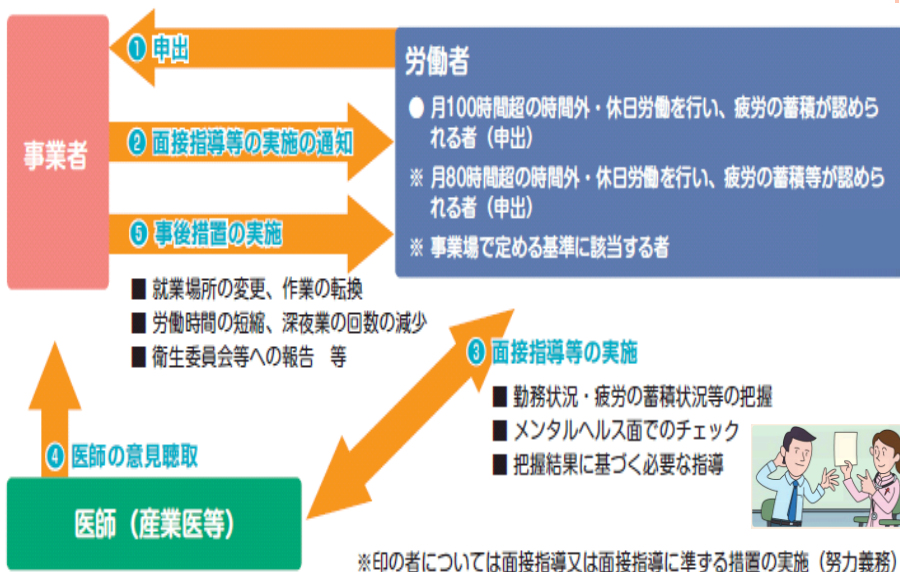 ❶ 申出
事業者
❷ 面接指導等の実施の通知
❺ 事後措置の実施
■ 就業場所の変更、作業の転換
■ 労働時間の短縮、深夜業の回数の減少
■ 衛生委員会等への報告　等
労働者
● 月100時間超の時間外・休日労働を行い、疲労の蓄積が認めら
れる者（申出）
※ 月80時間超の時間外・休日労働を行い、疲労の蓄積等が認めら
れる者（申出）
※ 事業場で定める基準に該当する者
❸ 面接指導等の実施
■ 勤務状況・疲労の蓄積状況等の把握
■ メンタルヘルス面でのチェック
■ 把握結果に基づく必要な指導
❹ 医師の意見聴取
医師（産業医等）
※印の者については面接指導又は面接指導に準ずる措置の実施（努力義務）